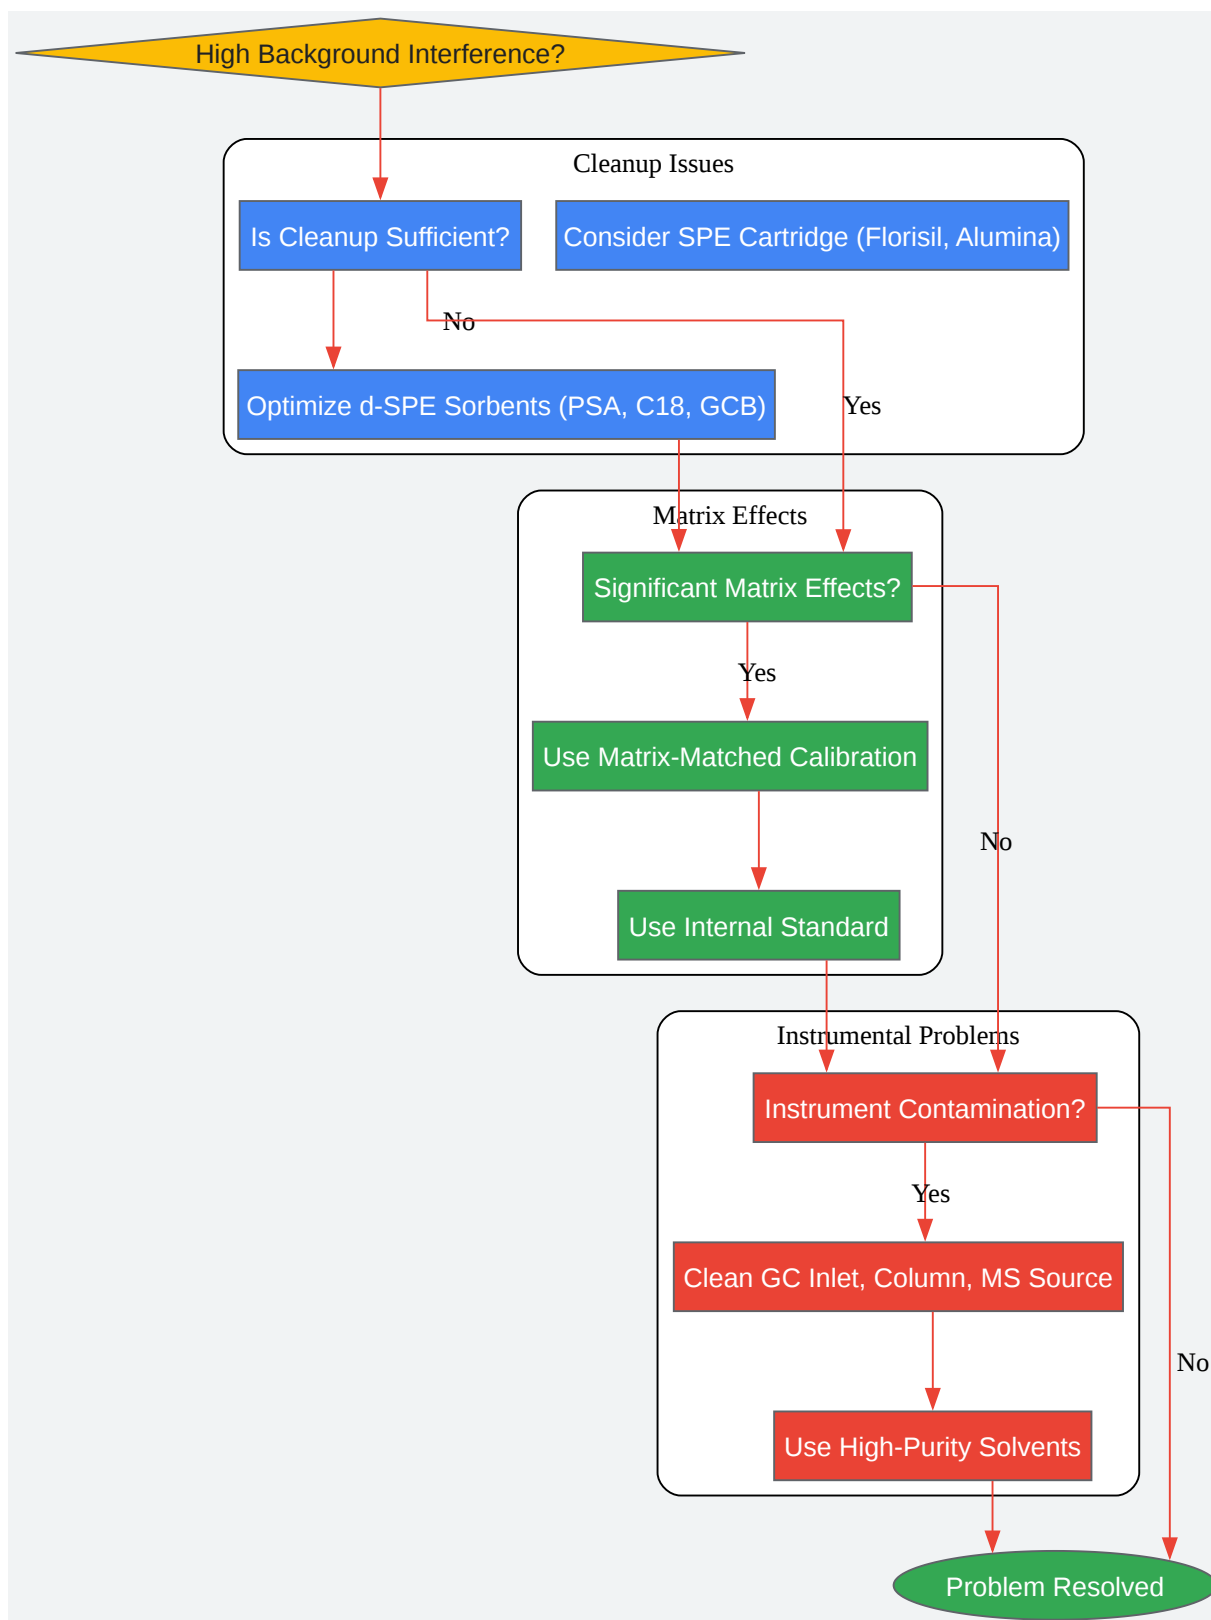 High Background Interference?
Cleanup Issues
Is Cleanup Sufficient?
Consider SPE Cartridge (Florisil, Alumina)
No
Optimize d-SPE Sorbents (PSA, C18, GCB)
Yes
Matrix Effects
Significant Matrix Effects?
Yes
Use Matrix-Matched Calibration
No
Use Internal Standard
Instrumental Problems
Instrument Contamination?
Yes
Clean GC Inlet, Column, MS Source
No
Use High-Purity Solvents
Problem Resolved